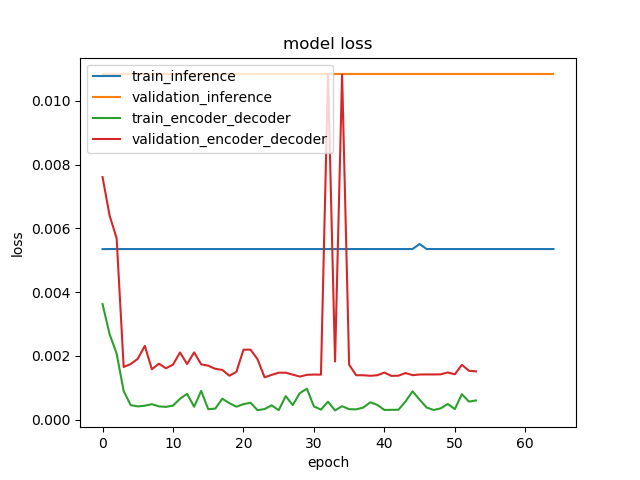 model loss
train_inference
validation_inference
train_encoder_decoder
validation_encoder_decoder
loss
0.010
0.008
0.006
0.004
0.002
0.000
0 10 20 30 40 50 60
epoch